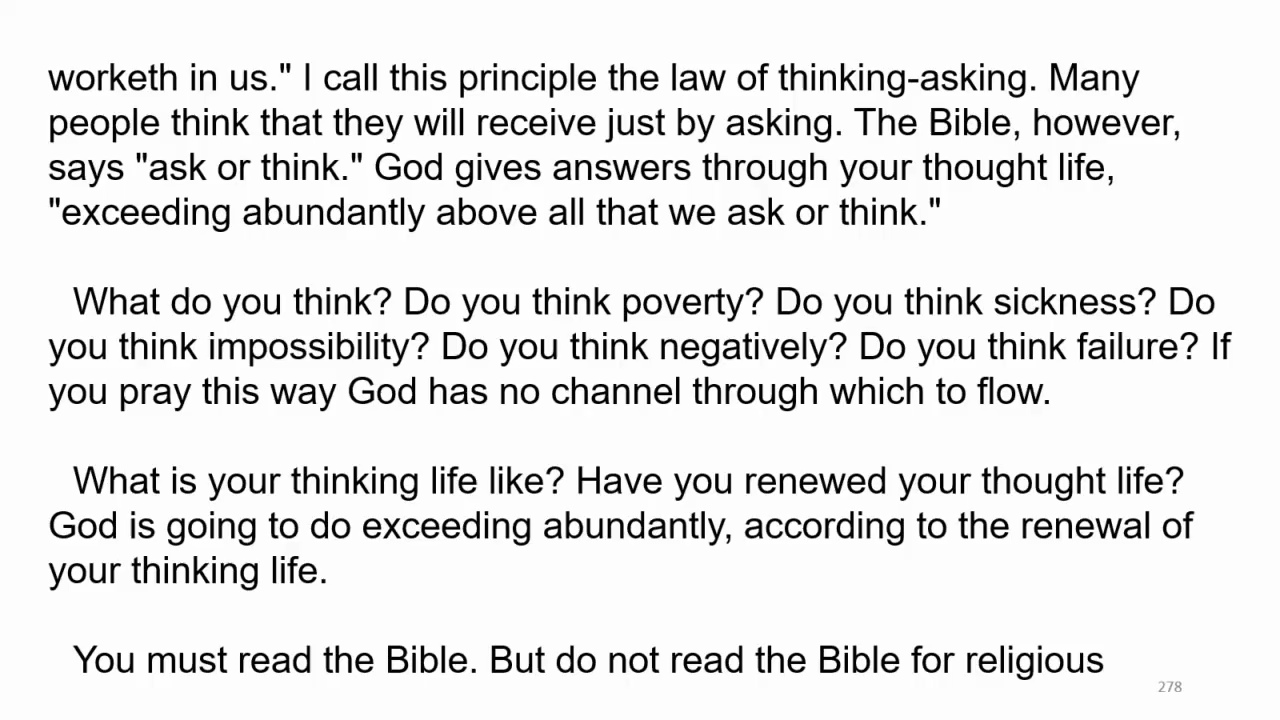 worketh in us." I call this principle the law of thinking-asking. Many
people think that they will receive just by asking. The Bible, however,
says "ask or think." God gives answers through your thought life,
"exceeding abundantly above all that we ask or think."
What do you think? Do you think poverty? Do you think sickness? Do
you think impossibility? Do you think negatively? Do you think failure? If
you pray this way God has no channel through which to flow.
What is your thinking life like? Have you renewed your thought life?
God is going to do exceeding abundantly, according to the renewal of
your thinking life.
You must read the Bible. But do not read the Bible for religious
278